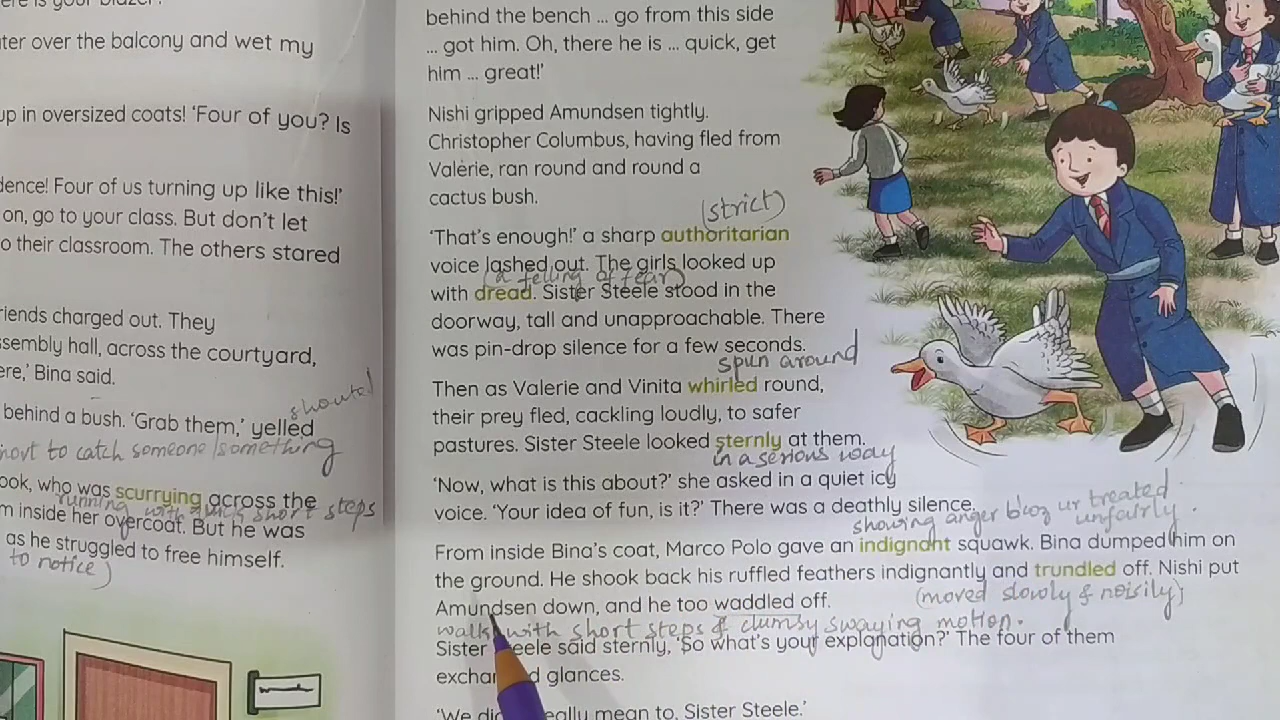 ter over the balcony and wet my
up in oversized coats! 'Four of you? Is
dence! Four of us turning up like this!'
on, go to your class. But don't let
o their classroom. The others stared
riends charged out. They
ssembly hall, across the courtyard,
ere,' Bina said.
shouted
behind a bush. 'Grab them,' yelled
to catch someone/something
ook, who was scurrying across the
running with quick short steps
m inside her overcoat. But he was
as he struggled to free himself.
to notice)
behind the bench ... go from this side
... got him. Oh, there he is ... quick, get
him ... great!'
Nishi gripped Amundsen tightly.
Christopher Columbus, having fled from
Valerie, ran round and round a
cactus bush.
(strict)
'That's enough!' a sharp authoritarian
voice lashed out. The girls looked up
(a felling of fear)
with dread. Sister Steele stood in the
doorway, tall and unapproachable. There
was pin-drop silence for a few seconds.
spun around
Then as Valerie and Vinita whirled round,
their prey fled, cackling loudly, to safer
pastures. Sister Steele looked sternly at them.
in a serious way
'Now, what is this about?' she asked in a quiet icy
voice. 'Your idea of fun, is it?' There was a deathly silence.
showing anger bcoz ur treated
unfairly.
From inside Bina's coat, Marco Polo gave an indignant squawk. Bina dumped him on
the ground. He shook back his ruffled feathers indignantly and trundled off. Nishi put
(moved slowly & noisily)
Amundsen down, and he too waddled off.
walks with short steps & clumsy swaying motion.
Sister eele said sternly, 'So what's your explanation?' The four of them
glances.
'We eally mean to, Sister Steele.'